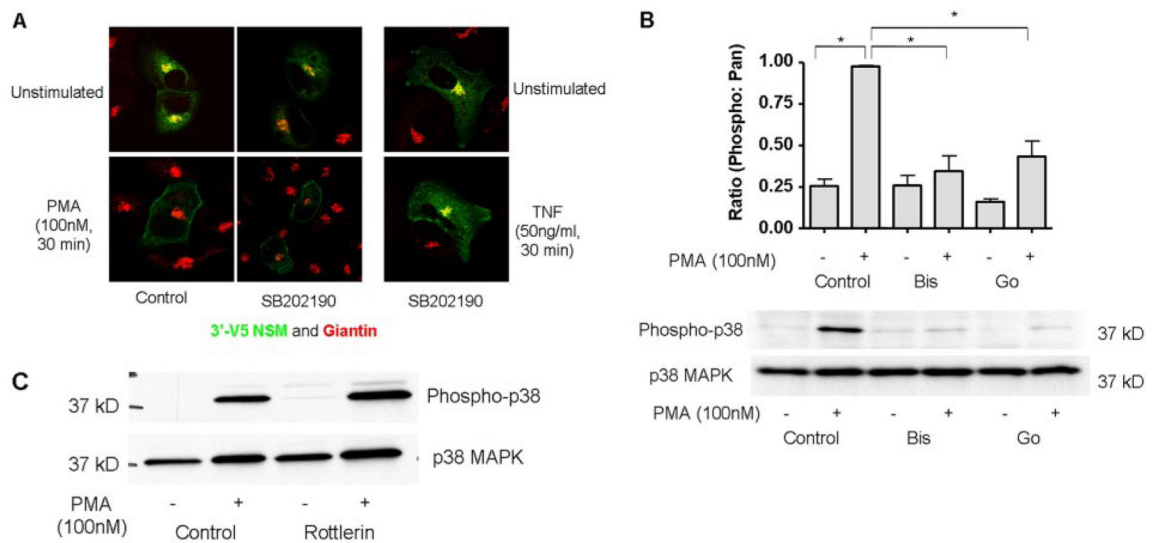 A
Unstimulated
Unstimulated
PMA
(100nM,
30 min)
TNF
(50ng/ml,
30 min)
Control
SB202190
SB202190
3'-V5 NSM and Giantin
B
Ratio (Phospho: Pan)
1.00
0.75
0.50
0.25
0.00
* * *
PMA (100nM) - + - + - +
Control Bis Go
Phospho-p38 37 kD
p38 MAPK 37 kD
PMA (100nM) - + - + - +
Control Bis Go
C
37 kD Phospho-p38
37 kD p38 MAPK
PMA
(100nM)
- + - +
Control Rottlerin